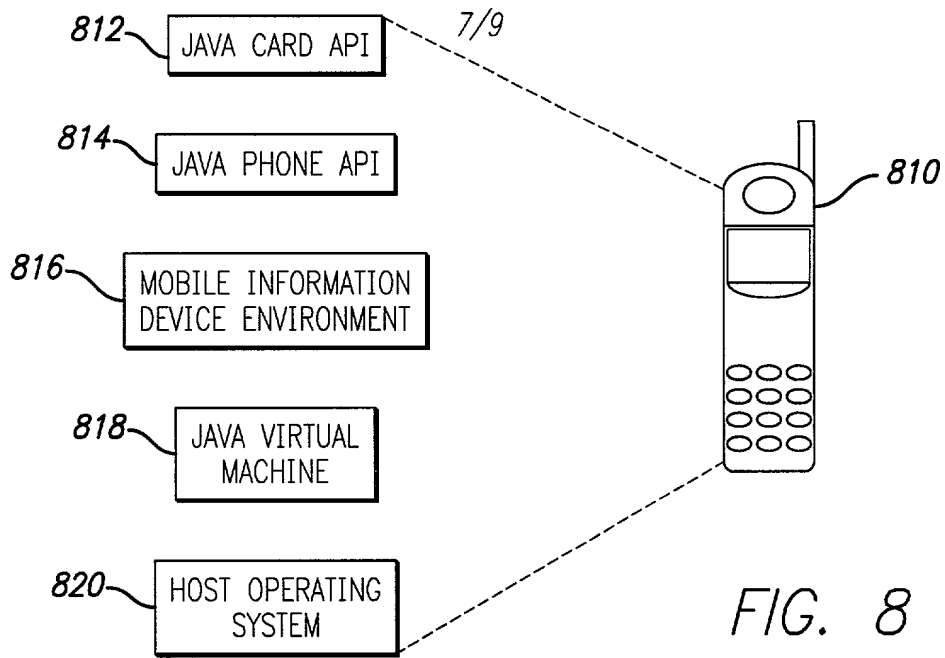 7/9
812
JAVA CARD API
814
JAVA PHONE API
810
816
MOBILE INFORMATION
DEVICE ENVIRONMENT
818
JAVA VIRTUAL
MACHINE
820
HOST OPERATING
SYSTEM
FIG. 8